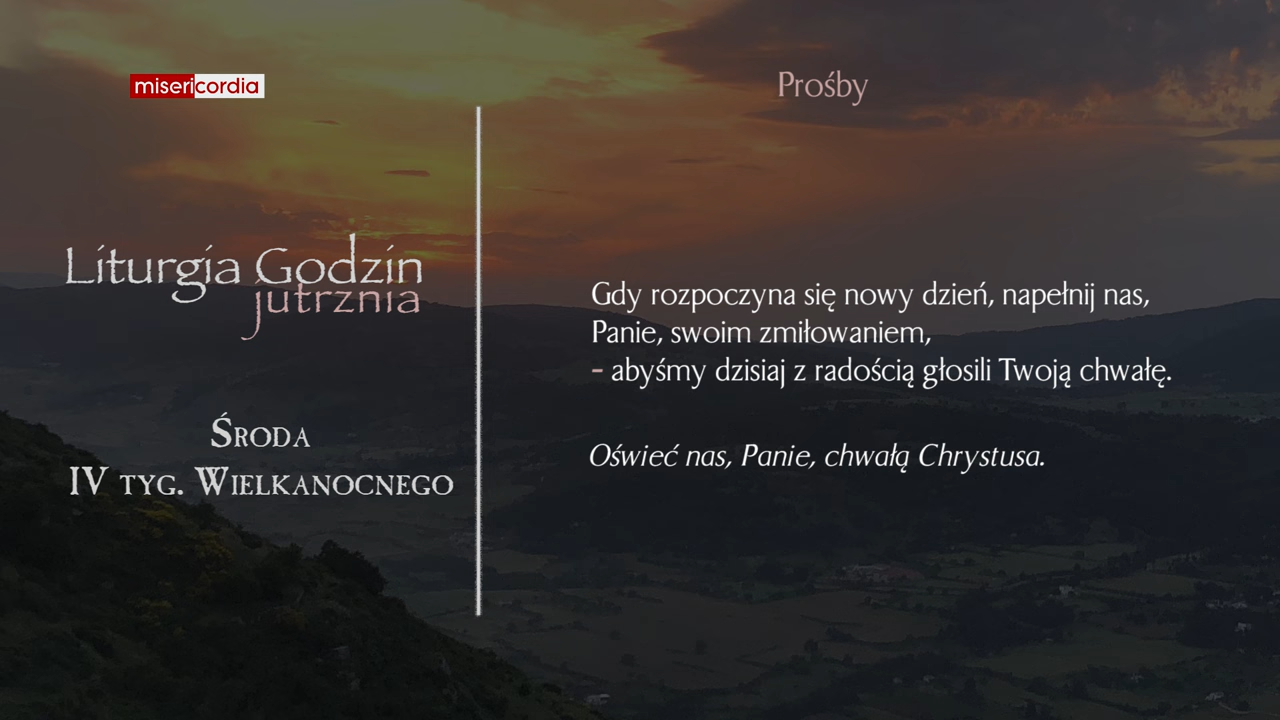 misericordia
Liturgia Godzin
jutrznia
Środa
IV tyg. Wielkanocnego
Prośby
Gdy rozpoczyna się nowy dzień, napełnij nas,
Panie, swoim zmiłowaniem,
- abyśmy dzisiaj z radością głosili Twoją chwałę.
Oświeć nas, Panie, chwałą Chrystusa.